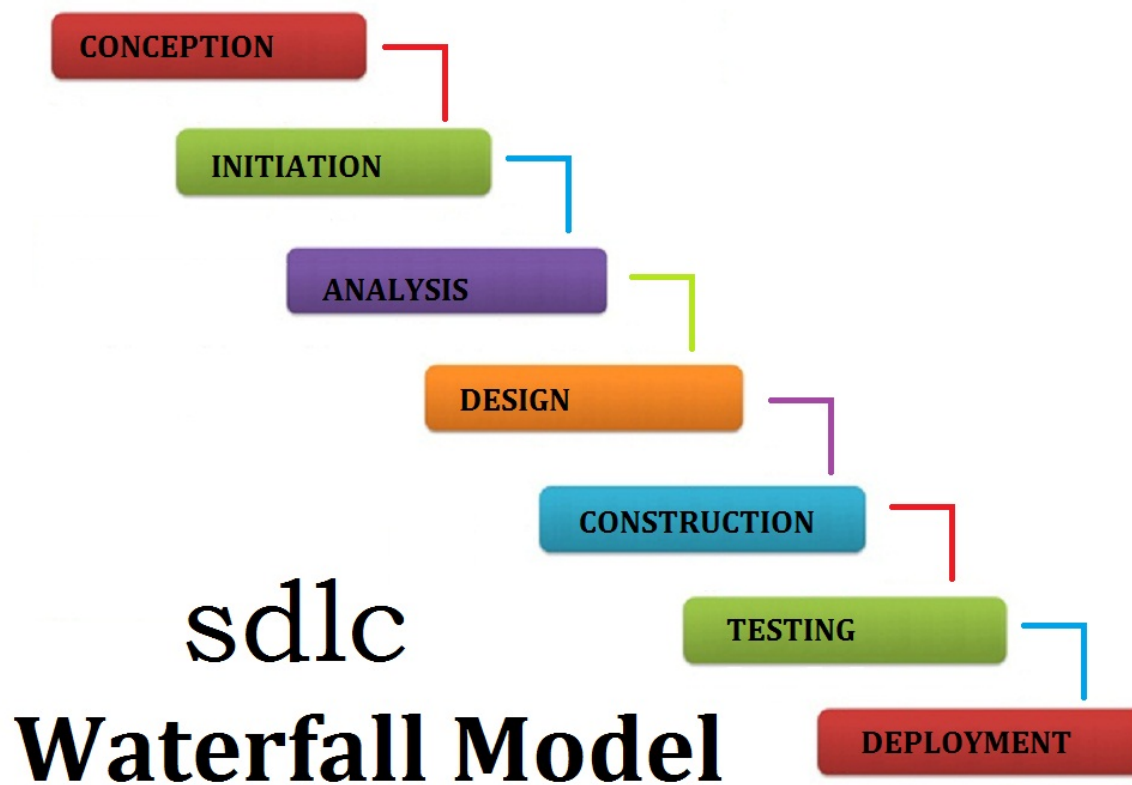 CONCEPTION
INITIATION
ANALYSIS
DESIGN
CONSTRUCTION
TESTING
DEPLOYMENT
sdlc
Waterfall Model